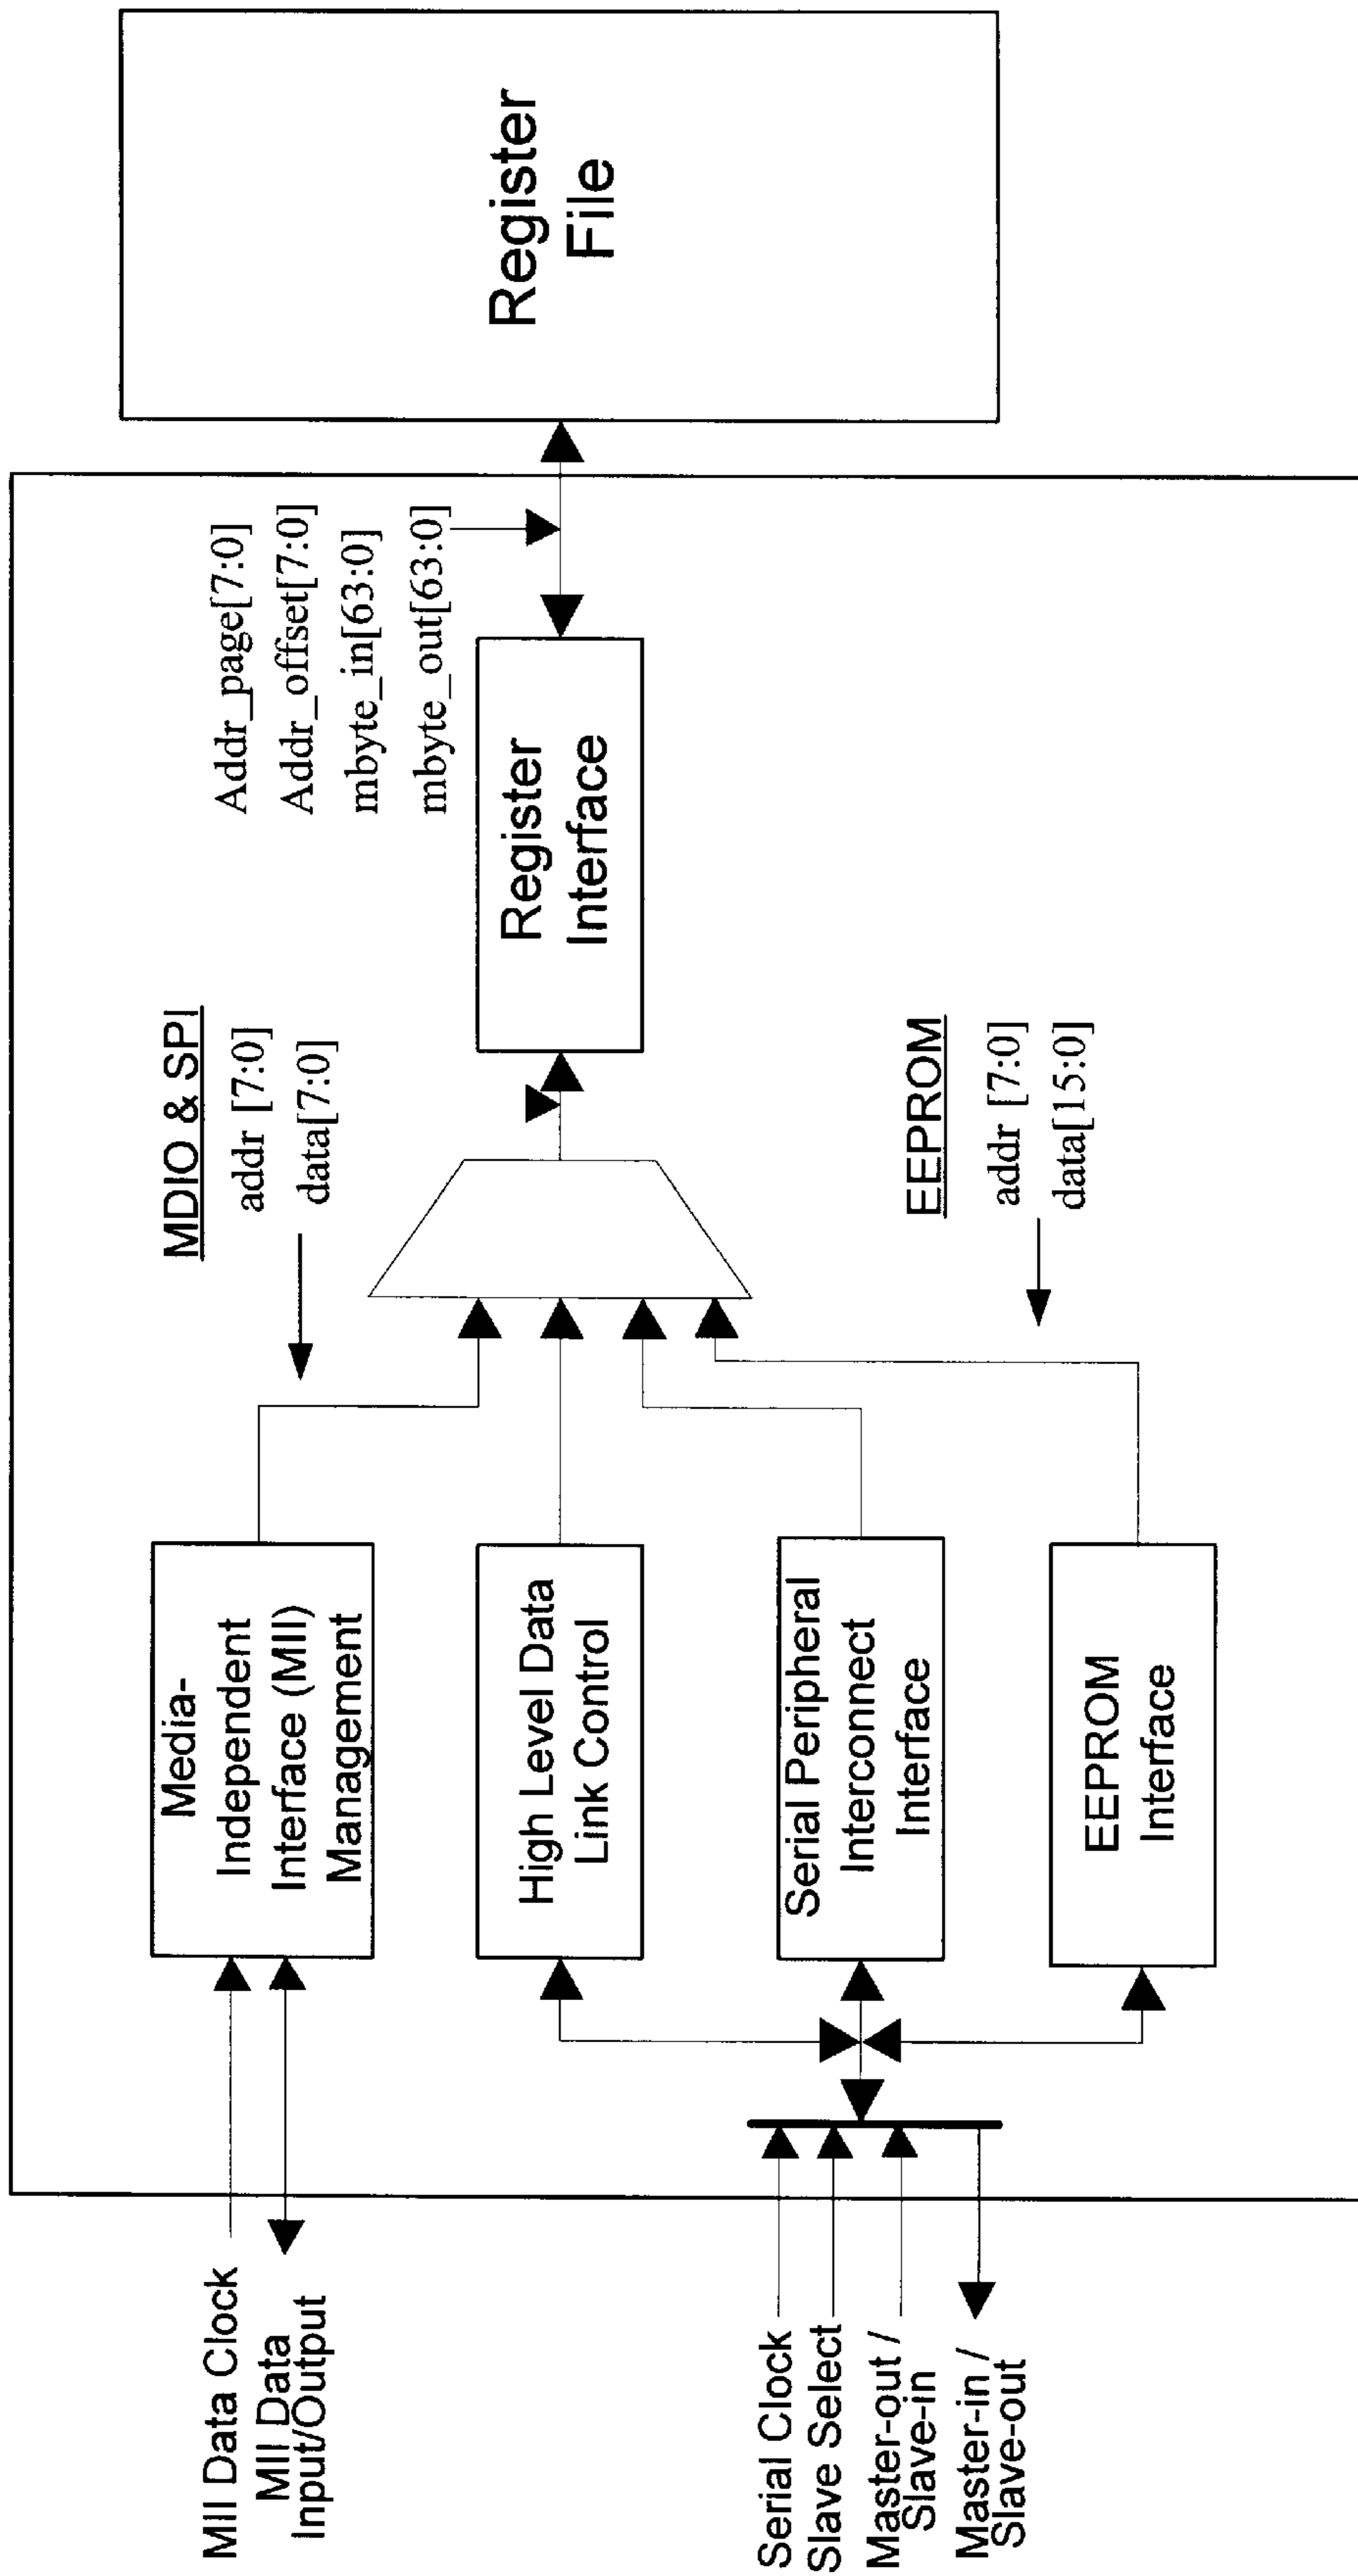 MII Data Clock
MII Data
Input/Output
Serial Clock
Slave Select
Master-out /
Slave-in
Master-in /
Slave-out
Media-
Independent
Interface (MII)
Management
High Level Data
Link Control
Serial Peripheral
Interconnect
Interface
EEPROM
Interface
MDIO & SPI
addr [7:0]
data[7:0]
EEPROM
addr [7:0]
data[15:0]
Register
Interface
Addr_page[7:0]
Addr_offset[7:0]
mbyte_in[63:0]
mbyte_out[63:0]
Register
File